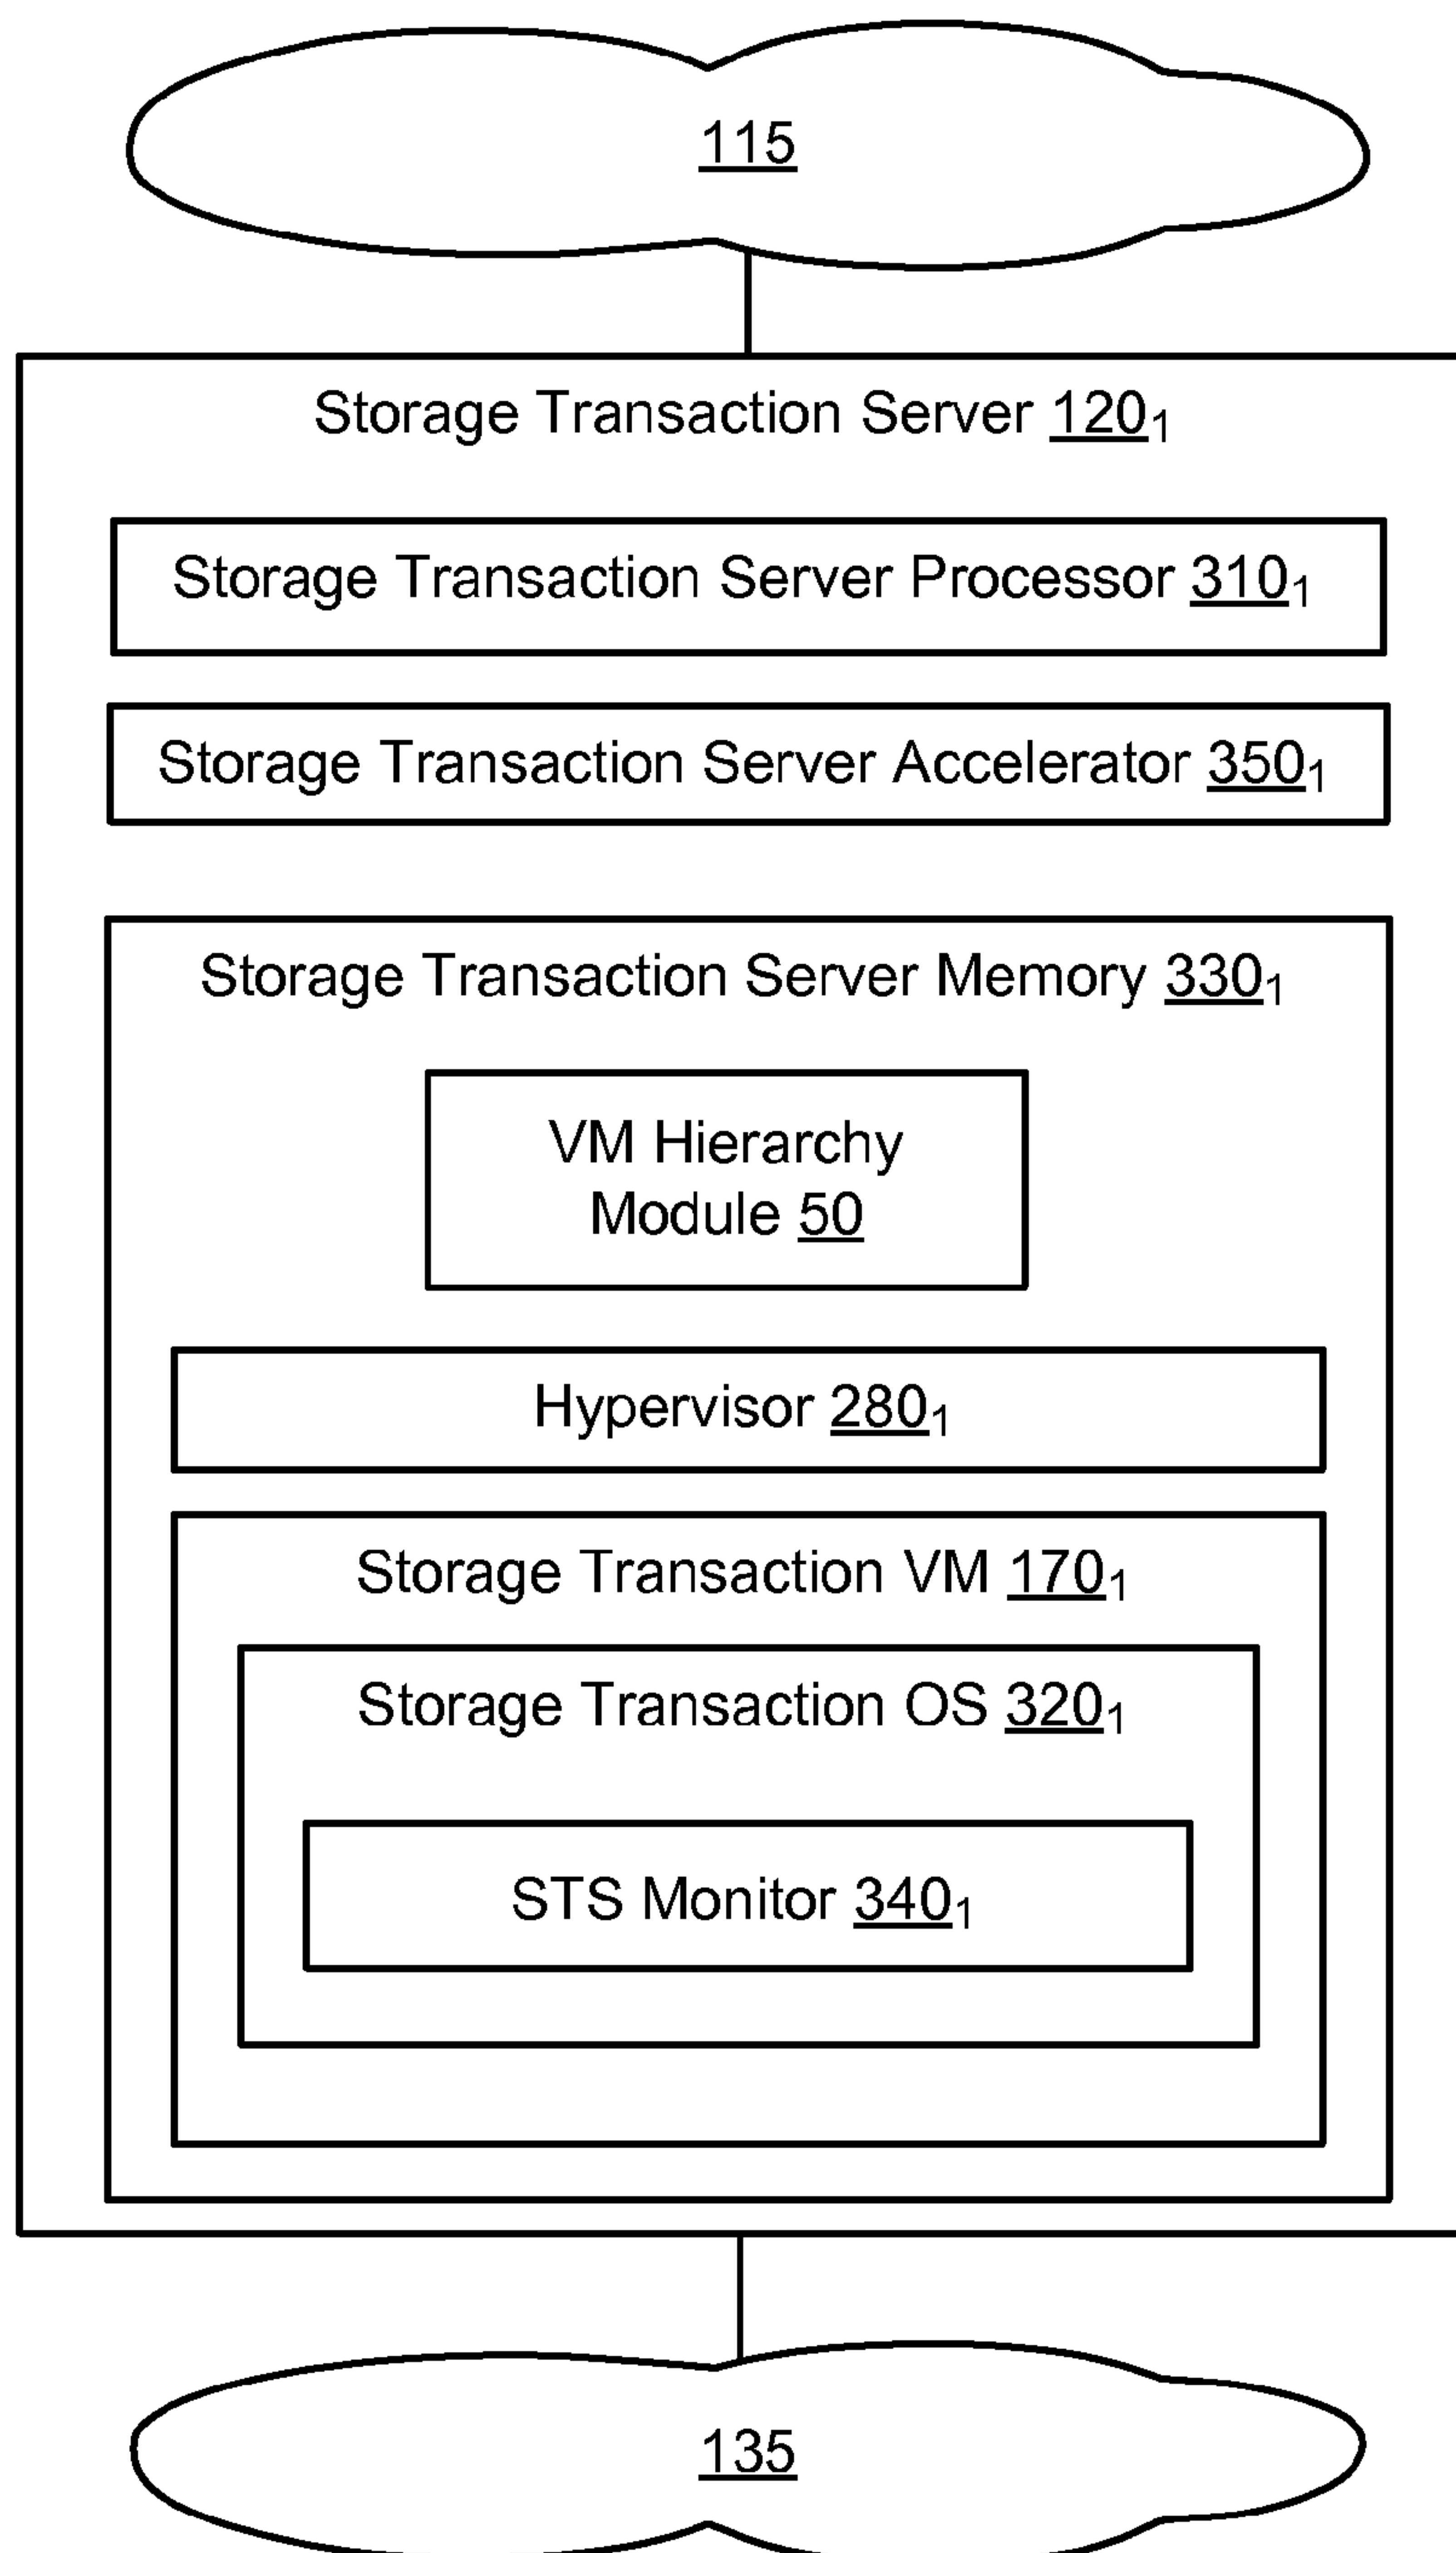 115
Storage Transaction Server 120₁
Storage Transaction Server Processor 310₁
Storage Transaction Server Accelerator 350₁
Storage Transaction Server Memory 330₁
VM Hierarchy
Module 50
Hypervisor 280₁
Storage Transaction VM 170₁
Storage Transaction OS 320₁
STS Monitor 340₁
135